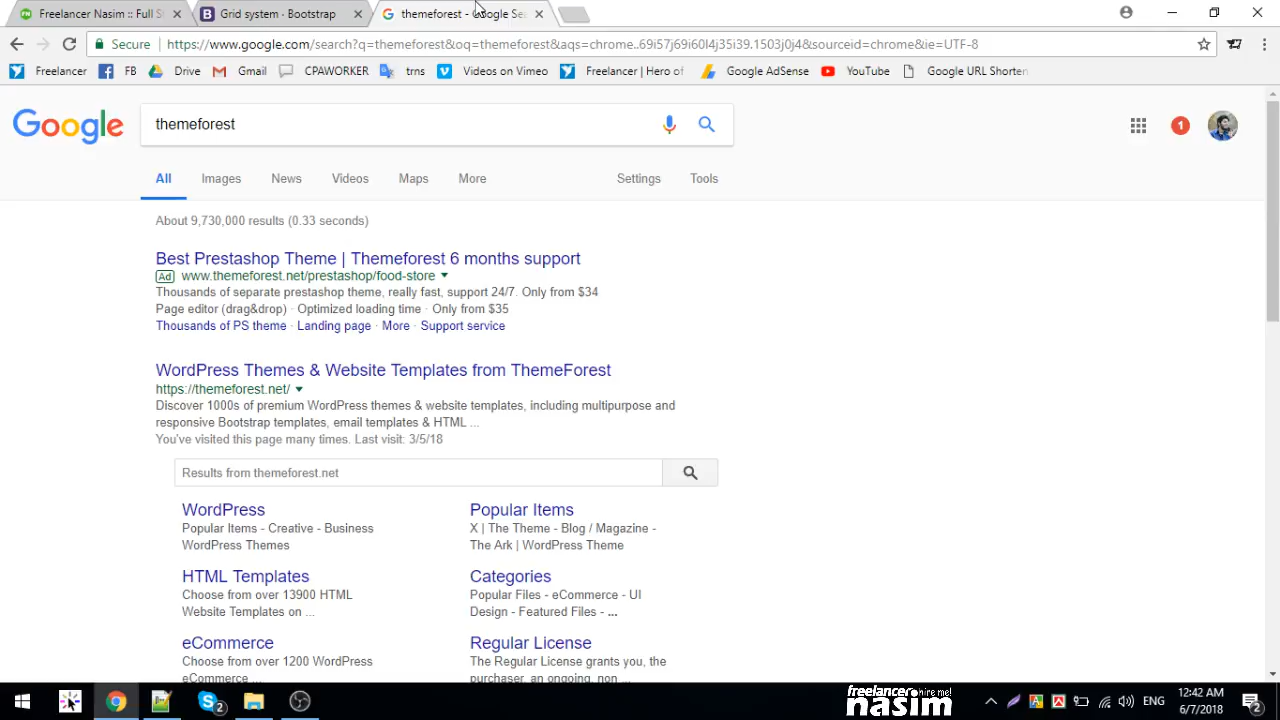 Freelancer Nasim :: Full S
Grid system · Bootstrap
themeforest - Google Sea
Secure
https://www.google.com/search?q=themeforest&oq=themeforest&aqs=chrome..69i57j69i60l4j35i39.1503j0j4&sourceid=chrome&ie=UTF-8
Freelancer
FB
Drive
Gmail
CPAWORKER
trns
Videos on Vimeo
Freelancer | Hero of
Google AdSense
YouTube
Google URL Shorten
Google
themeforest
1
All
Images
News
Videos
Maps
More
Settings
Tools
About 9,730,000 results (0.33 seconds)
Best Prestashop Theme | Themeforest 6 months support
Ad www.themeforest.net/prestashop/food-store
Thousands of separate prestashop theme, really fast, support 24/7. Only from $34
Page editor (drag&drop) · Optimized loading time · Only from $35
Thousands of PS theme · Landing page · More · Support service
WordPress Themes & Website Templates from ThemeForest
https://themeforest.net/
Discover 1000s of premium WordPress themes & website templates, including multipurpose and
responsive Bootstrap templates, email templates & HTML ...
You've visited this page many times. Last visit: 3/5/18
Results from themeforest.net
WordPress
Popular Items - Creative - Business
WordPress Themes
Popular Items
X | The Theme - Blog / Magazine -
The Ark | WordPress Theme
HTML Templates
Choose from over 13900 HTML
Website Templates on ...
Categories
Popular Files - eCommerce - UI
Design - Featured Files - ...
eCommerce
Choose from over 1200 WordPress
eCommerce ...
Regular License
The Regular License grants you, the
purchaser, an ongoing, non ...
2
freelancer hire me!
nasim
ENG
12:42 AM
6/7/2018
2